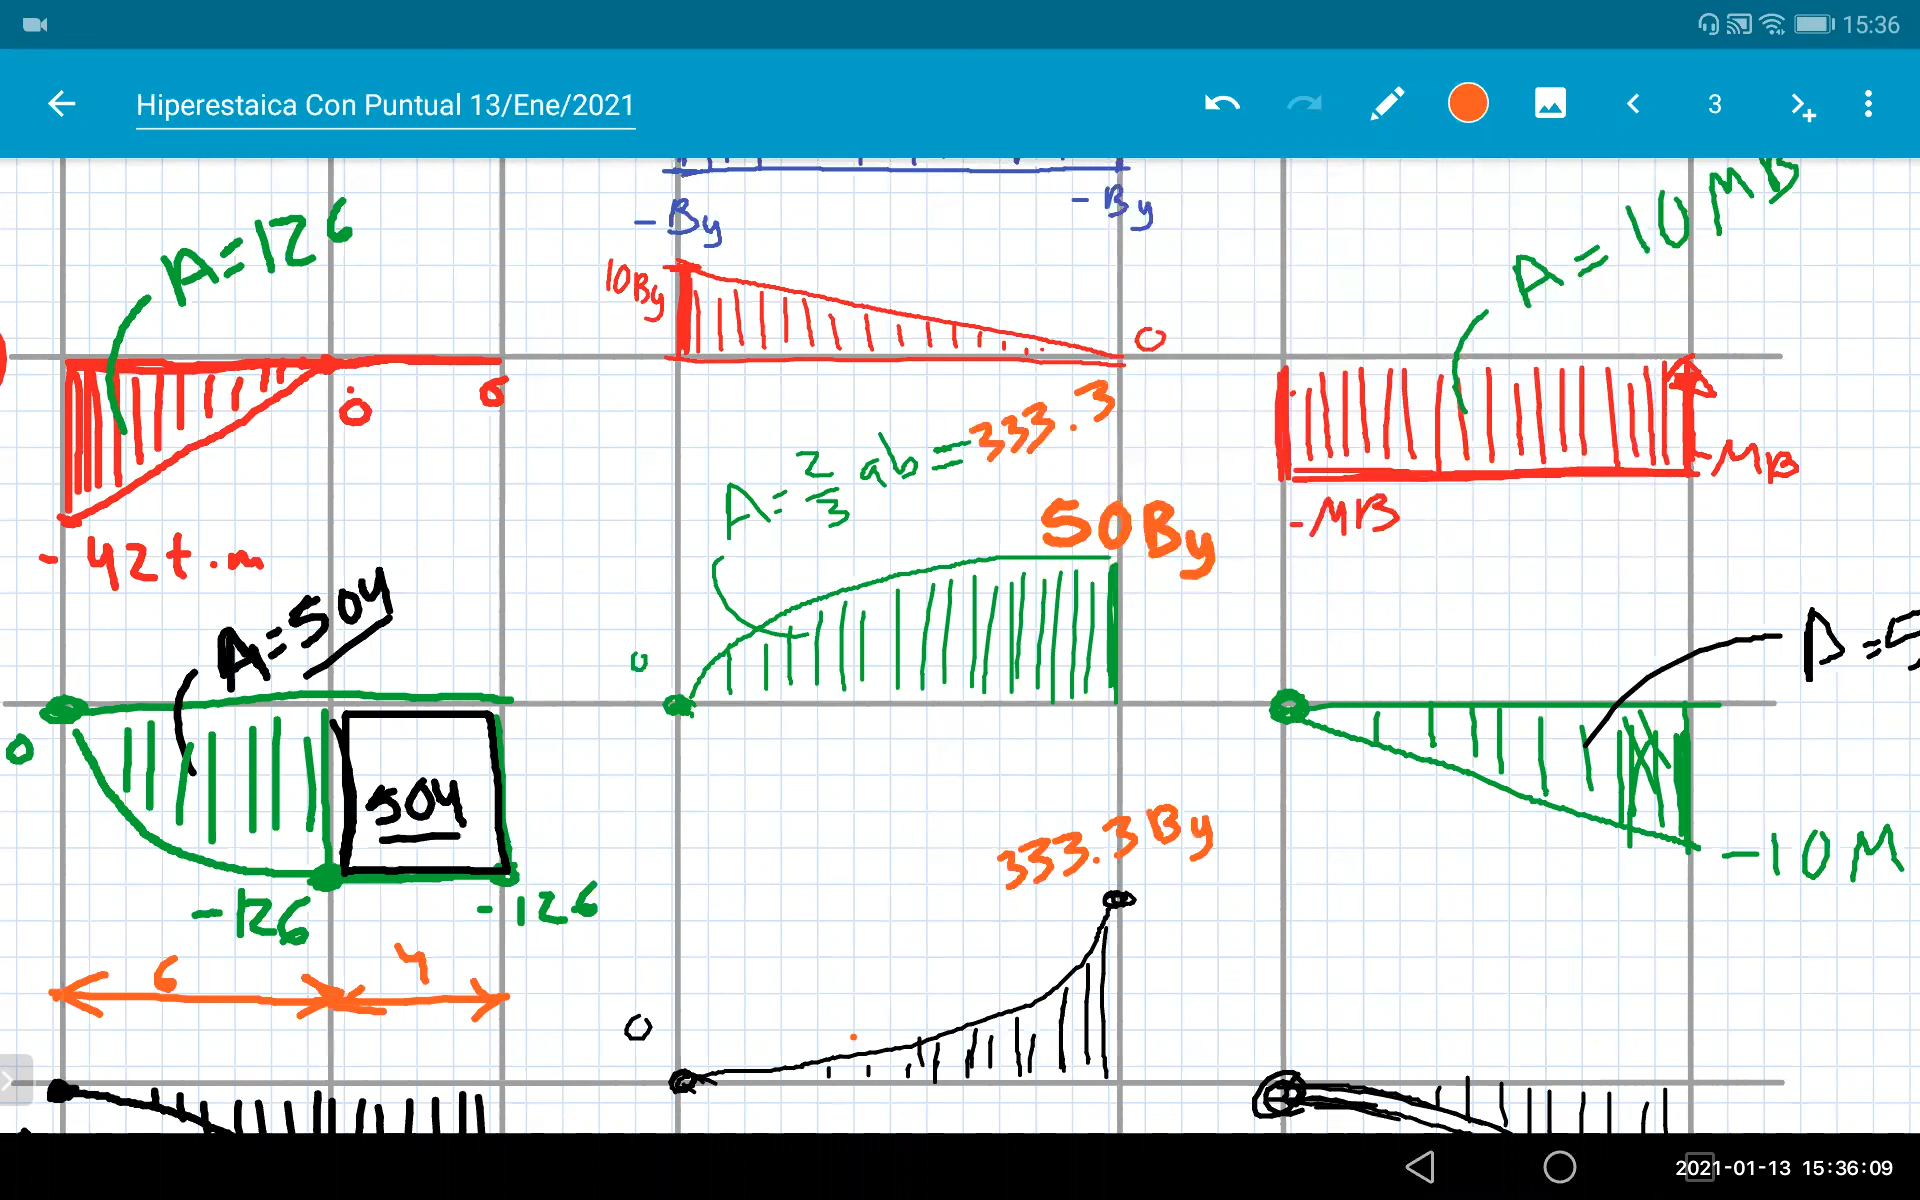 15:36
Hiperestaica Con Puntual 13/Ene/2021
3
-By
-By
A=126
10By
0
A=10MB
0
0
-MB
-MB
-42t.m
A=2/3 ab=333.3
50By
A=504
0
0
504
-126
-126
-10M
333.3By
6
4
0
2021-01-13 15:36:09